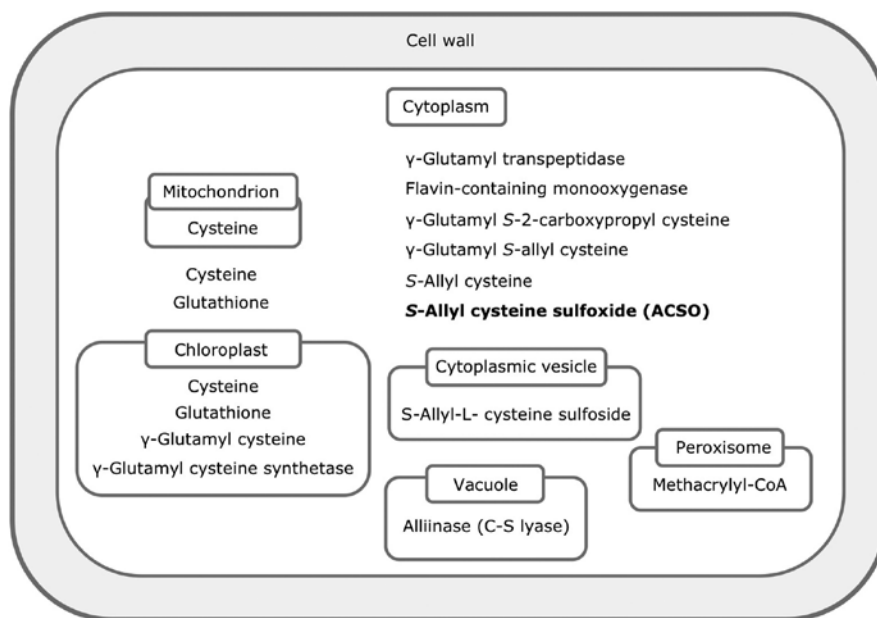 Cell wall
Cytoplasm
γ-Glutamyl transpeptidase
Flavin-containing monooxygenase
γ-Glutamyl S-2-carboxypropyl cysteine
γ-Glutamyl S-allyl cysteine
S-Allyl cysteine
S-Allyl cysteine sulfoxide (ACSO)
Mitochondrion
Cysteine
Cysteine
Glutathione
Chloroplast
Cysteine
Glutathione
γ-Glutamyl cysteine
γ-Glutamyl cysteine synthetase
Cytoplasmic vesicle
S-Allyl-L- cysteine sulfoside
Peroxisome
Methacrylyl-CoA
Vacuole
Alliinase (C-S lyase)